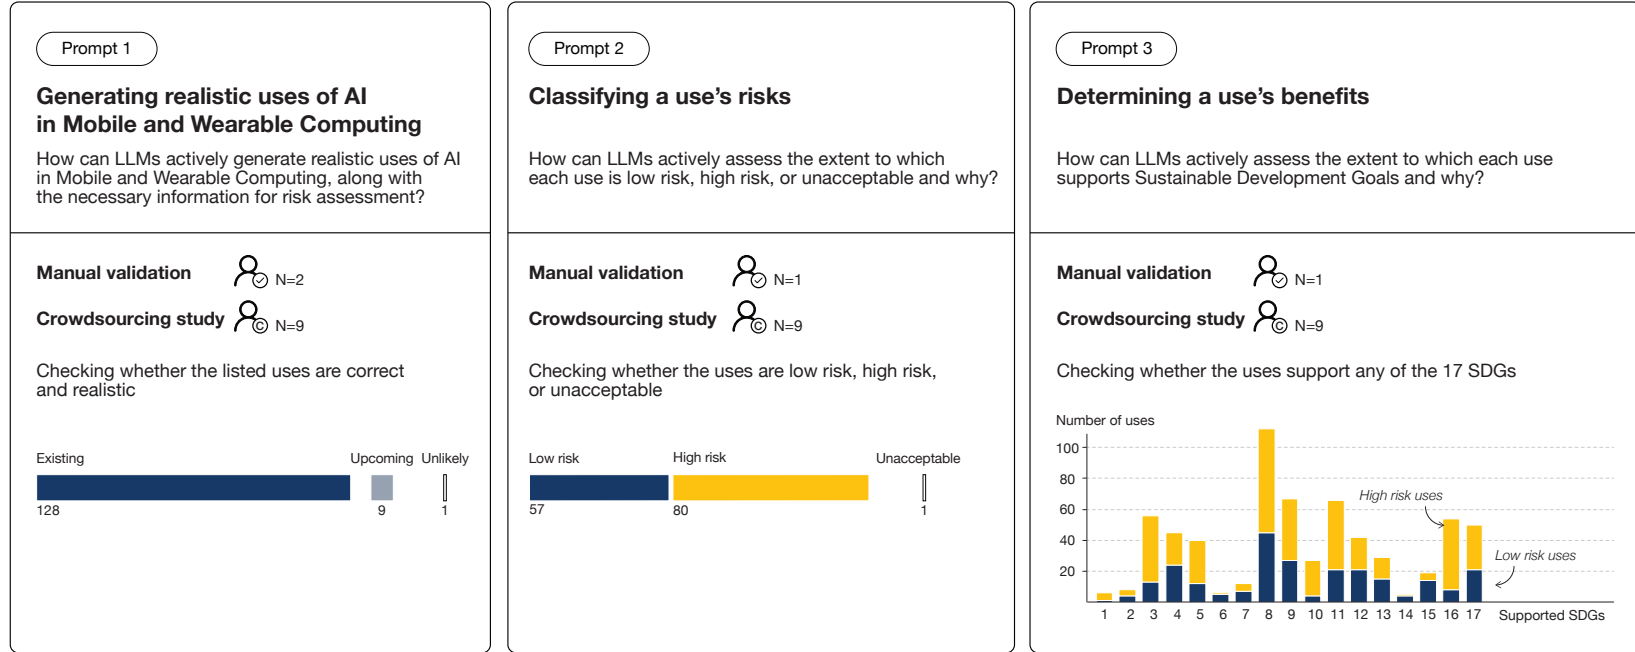 Prompt 1
Generating realistic uses of AI
in Mobile and Wearable Computing
How can LLMs actively generate realistic uses of AI
in Mobile and Wearable Computing, along with
the necessary information for risk assessment?
Manual validation
N=2
Crowdsourcing study
C
N=9
Checking whether the listed uses are correct
and realistic
Existing
Upcoming
Unlikely
128
9
1
Prompt 2
Classifying a use's risks
How can LLMs actively assess the extent to which
each use is low risk, high risk, or unacceptable and why?
Manual validation
N=1
Crowdsourcing study
C
N=9
Checking whether the uses are low risk, high risk,
or unacceptable
Low risk
High risk
Unacceptable
57
80
1
Prompt 3
Determining a use's benefits
How can LLMs actively assess the extent to which each use
supports Sustainable Development Goals and why?
Manual validation
N=1
Crowdsourcing study
C
N=9
Checking whether the uses support any of the 17 SDGs
Number of uses
100
80
60
40
20
High risk uses
Low risk uses
1 2 3 4 5 6 7 8 9 10 11 12 13 14 15 16 17 Supported SDGs